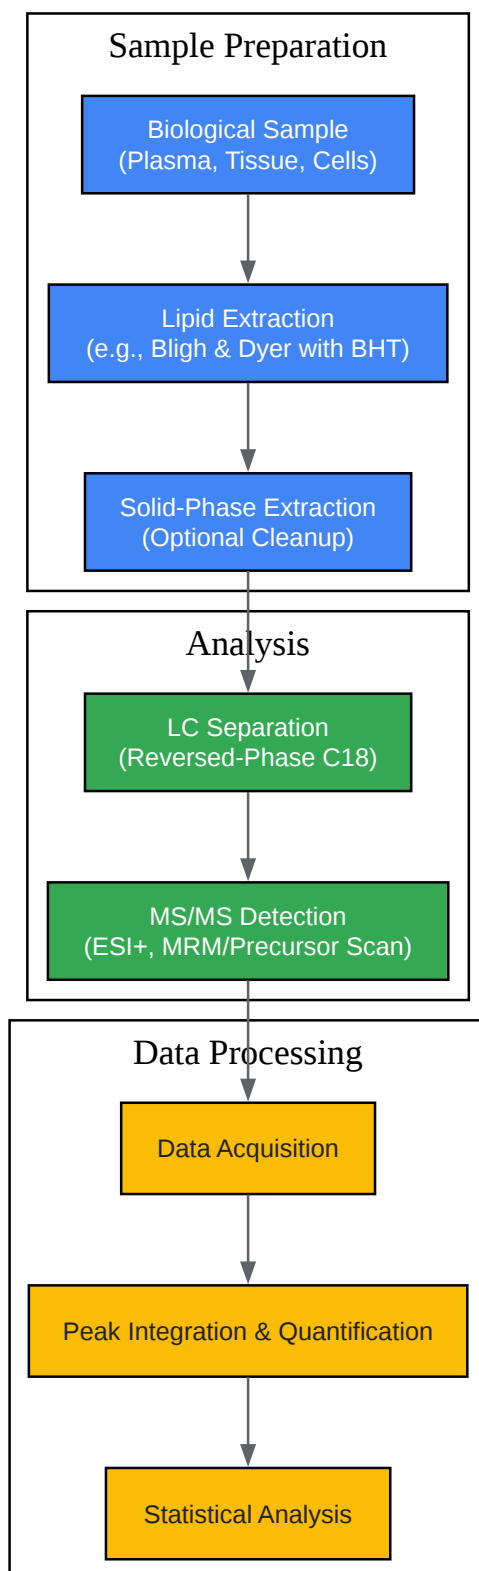 Sample Preparation
Biological Sample
(Plasma, Tissue, Cells)
Lipid Extraction
(e.g., Bligh & Dyer with BHT)
Solid-Phase Extraction
(Optional Cleanup)
Analysis
LC Separation
(Reversed-Phase C18)
MS/MS Detection
(ESI+, MRM/Precursor Scan)
Data Processing
Data Acquisition
Peak Integration & Quantification
Statistical Analysis